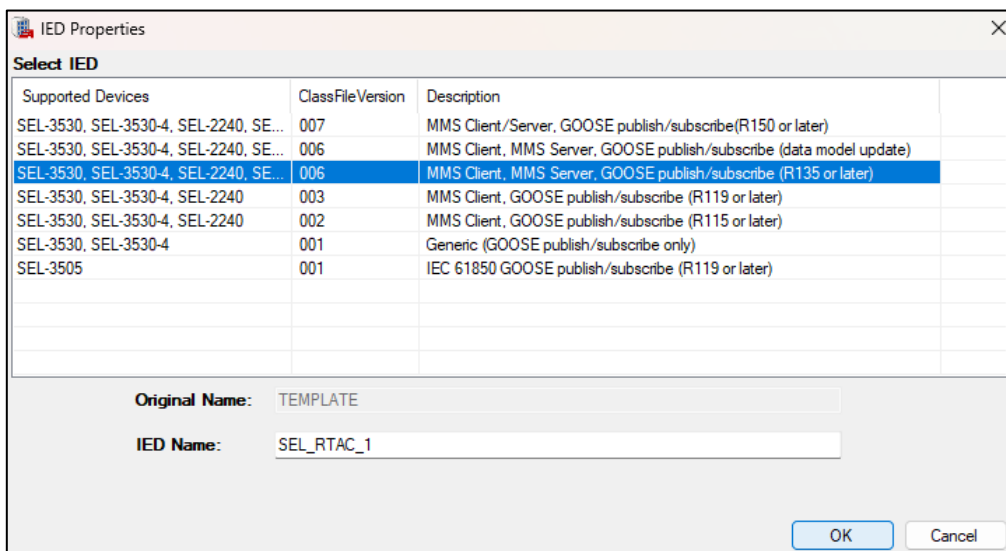 IED Properties
Select IED
Supported Devices ClassFileVersion Description
SEL-3530, SEL-3530-4, SEL-2240, SE... 007 MMS Client/Server, GOOSE publish/subscribe(R150 or later)
SEL-3530, SEL-3530-4, SEL-2240, SE... 006 MMS Client, MMS Server, GOOSE publish/subscribe (data model update)
SEL-3530, SEL-3530-4, SEL-2240, SE... 006 MMS Client, MMS Server, GOOSE publish/subscribe (R135 or later)
SEL-3530, SEL-3530-4, SEL-2240 003 MMS Client, GOOSE publish/subscribe (R119 or later)
SEL-3530, SEL-3530-4, SEL-2240 002 MMS Client, GOOSE publish/subscribe (R115 or later)
SEL-3530, SEL-3530-4 001 Generic (GOOSE publish/subscribe only)
SEL-3505 001 IEC 61850 GOOSE publish/subscribe (R119 or later)
Original Name: TEMPLATE
IED Name: SEL_RTAC_1
OK Cancel